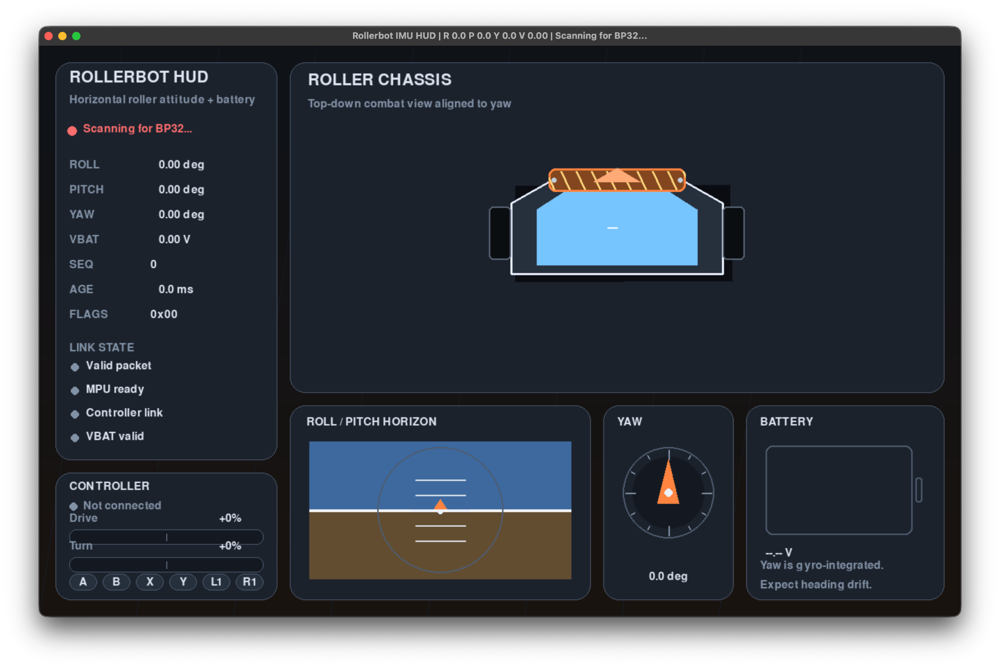 Rollerbot IMU HUD | R 0.0 P 0.0 Y 0.0 V 0.00 | Scanning for BP32...
ROLLERBOT HUD
Horizontal roller attitude + battery
Scanning for BP32...
ROLL 0.00 deg
PITCH 0.00 deg
YAW 0.00 deg
VBAT 0.00 V
SEQ 0
AGE 0.0 ms
FLAGS 0x00
LINK STATE
Valid packet
MPU ready
Controller link
VBAT valid
CONTROLLER
Not connected
Drive +0%
Turn +0%
A B X Y L1 R1
ROLLER CHASSIS
Top-down combat view aligned to yaw
ROLL / PITCH HORIZON
YAW
0.0 deg
BATTERY
--.-- V
Yaw is gyro-integrated.
Expect heading drift.